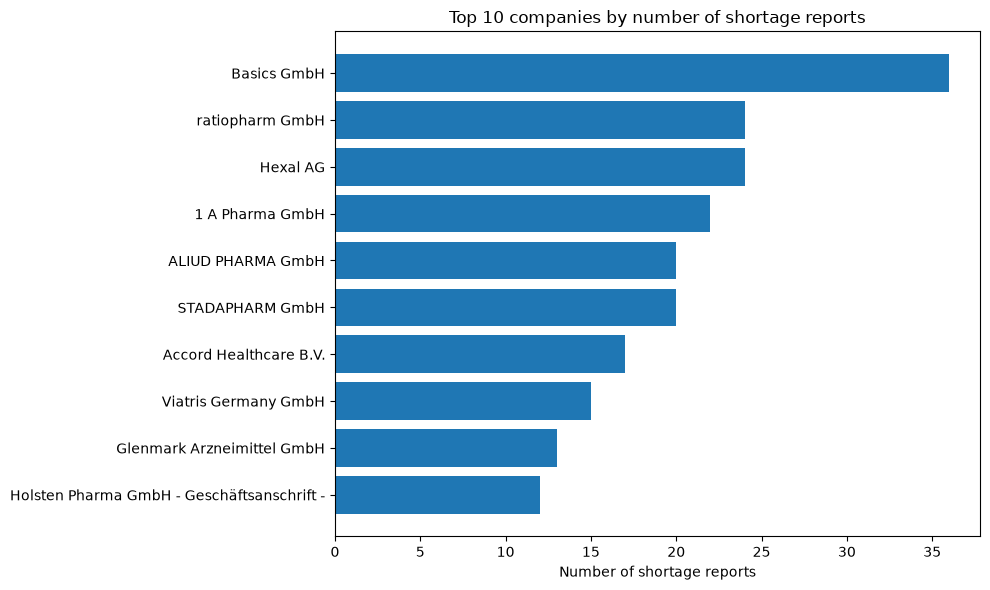 Top 10 companies by number of shortage reports
Basics GmbH
ratiopharm GmbH
Hexal AG
1 A Pharma GmbH
ALIUD PHARMA GmbH
STADAPHARM GmbH
Accord Healthcare B.V.
Viatris Germany GmbH
Glenmark Arzneimittel GmbH
Holsten Pharma GmbH - Geschäftsanschrift -
0 5 10 15 20 25 30 35
Number of shortage reports